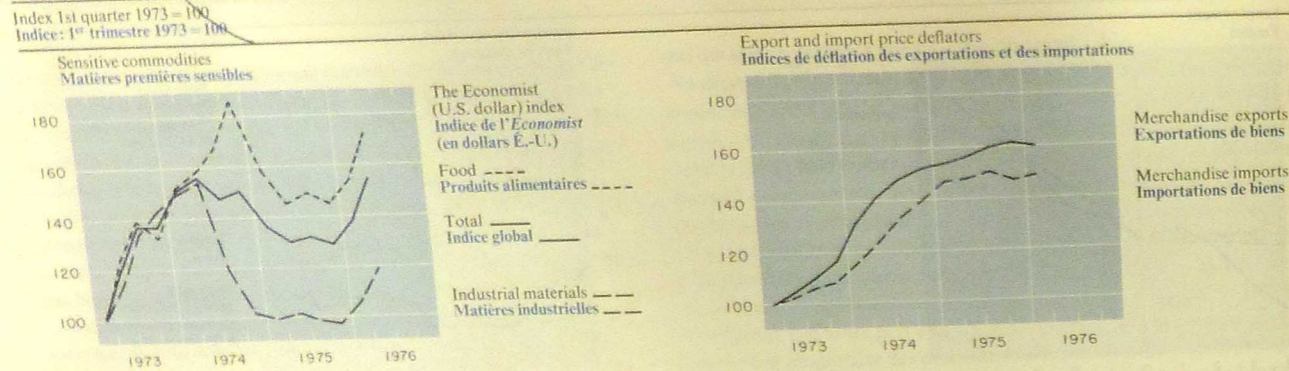 Index 1st quarter 1973 = 100
Indice: 1er trimestre 1973 = 100
Sensitive commodities
Matières premières sensibles
180
160
140
120
100
1973 1974 1975 1976
The Economist
(U.S. dollar) index
Indice de l'Economist
(en dollars É.-U.)
Food
Produits alimentaires
Total
Indice global
Industrial materials
Matières industrielles
Export and import price deflators
Indices de déflation des exportations et des importations
180
160
140
120
100
1973 1974 1975 1976
Merchandise exports
Exportations de biens
Merchandise imports
Importations de biens